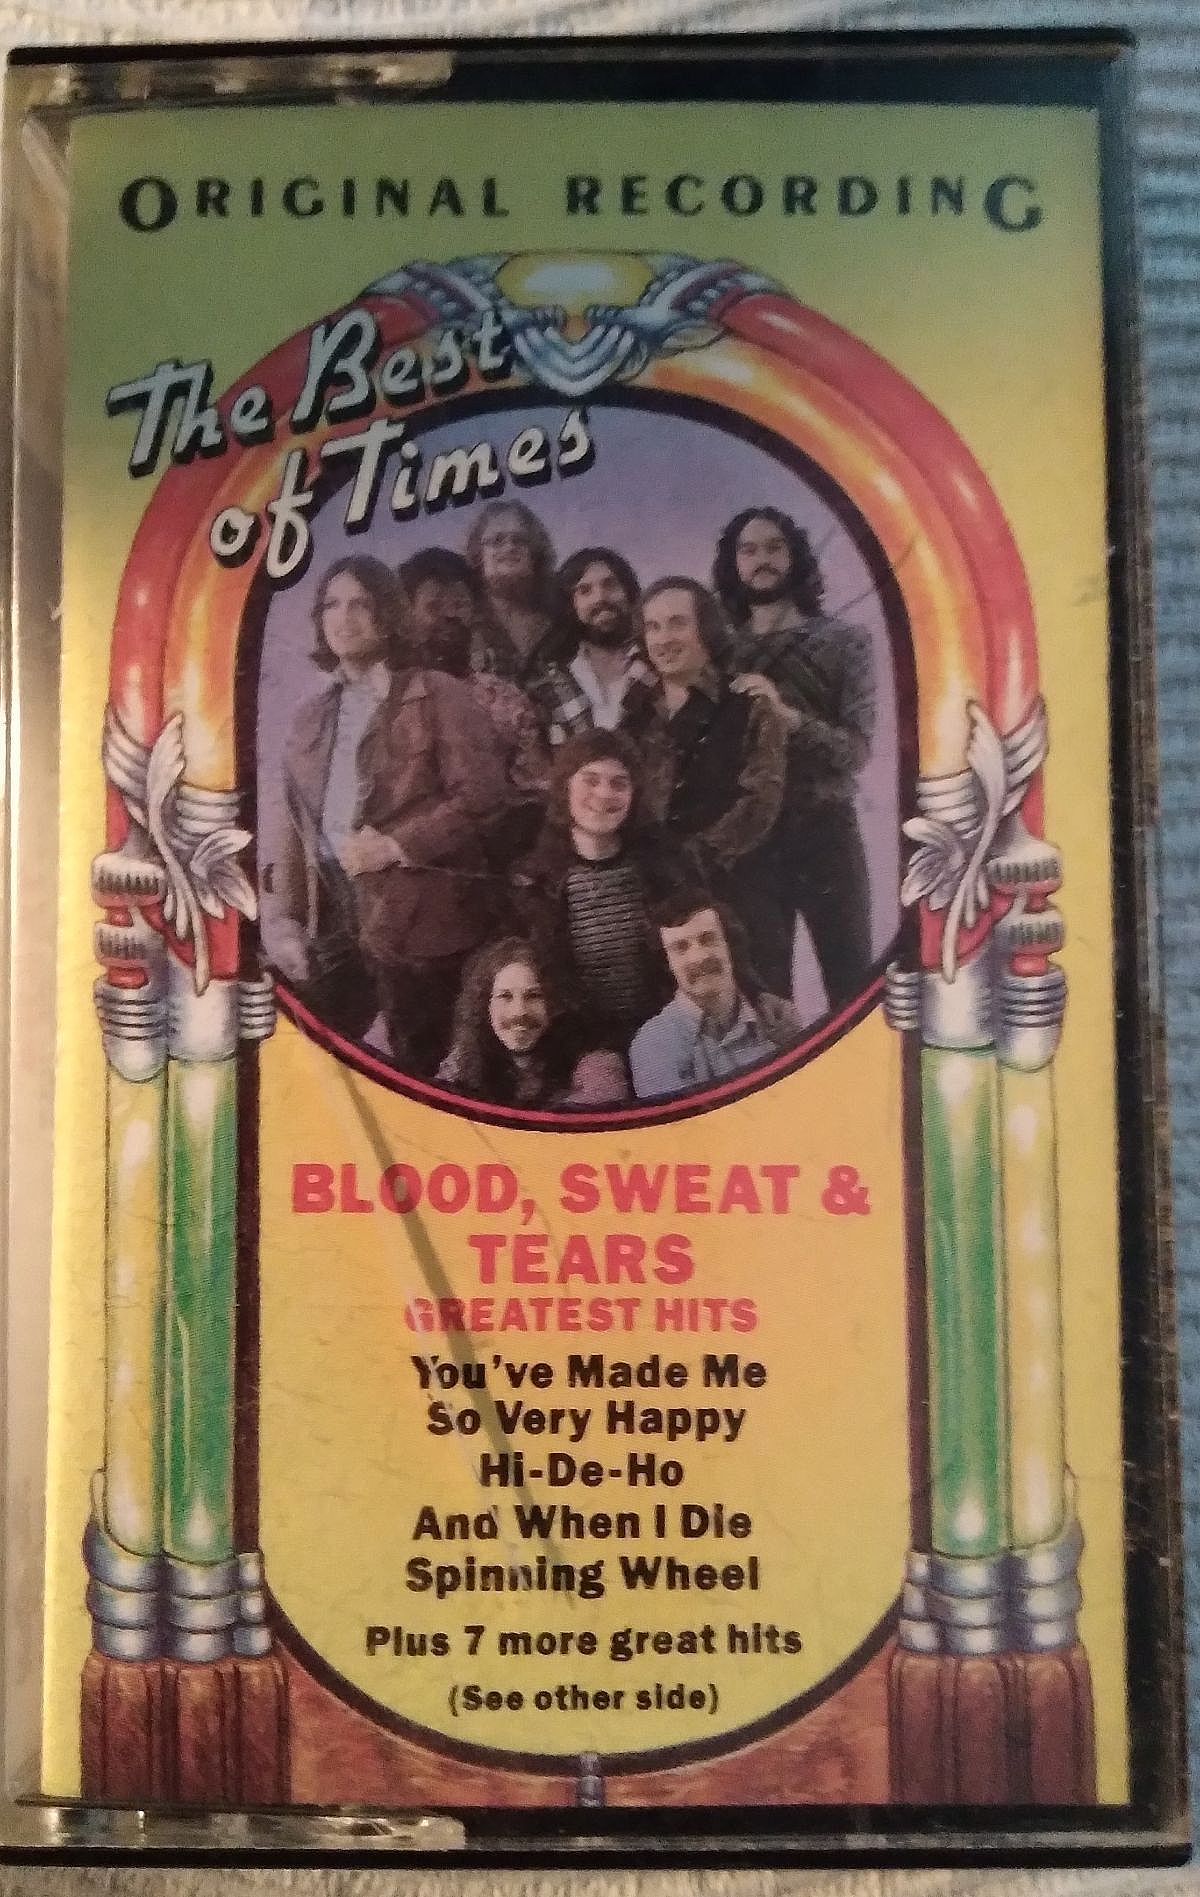 ORIGINAL RECORDING
The Best
of Times
BLOOD, SWEAT &
TEARS
GREATEST HITS
You've Made Me
So Very Happy
Hi-De-Ho
And When I Die
Spinning Wheel
Plus 7 more great hits
(See other side)